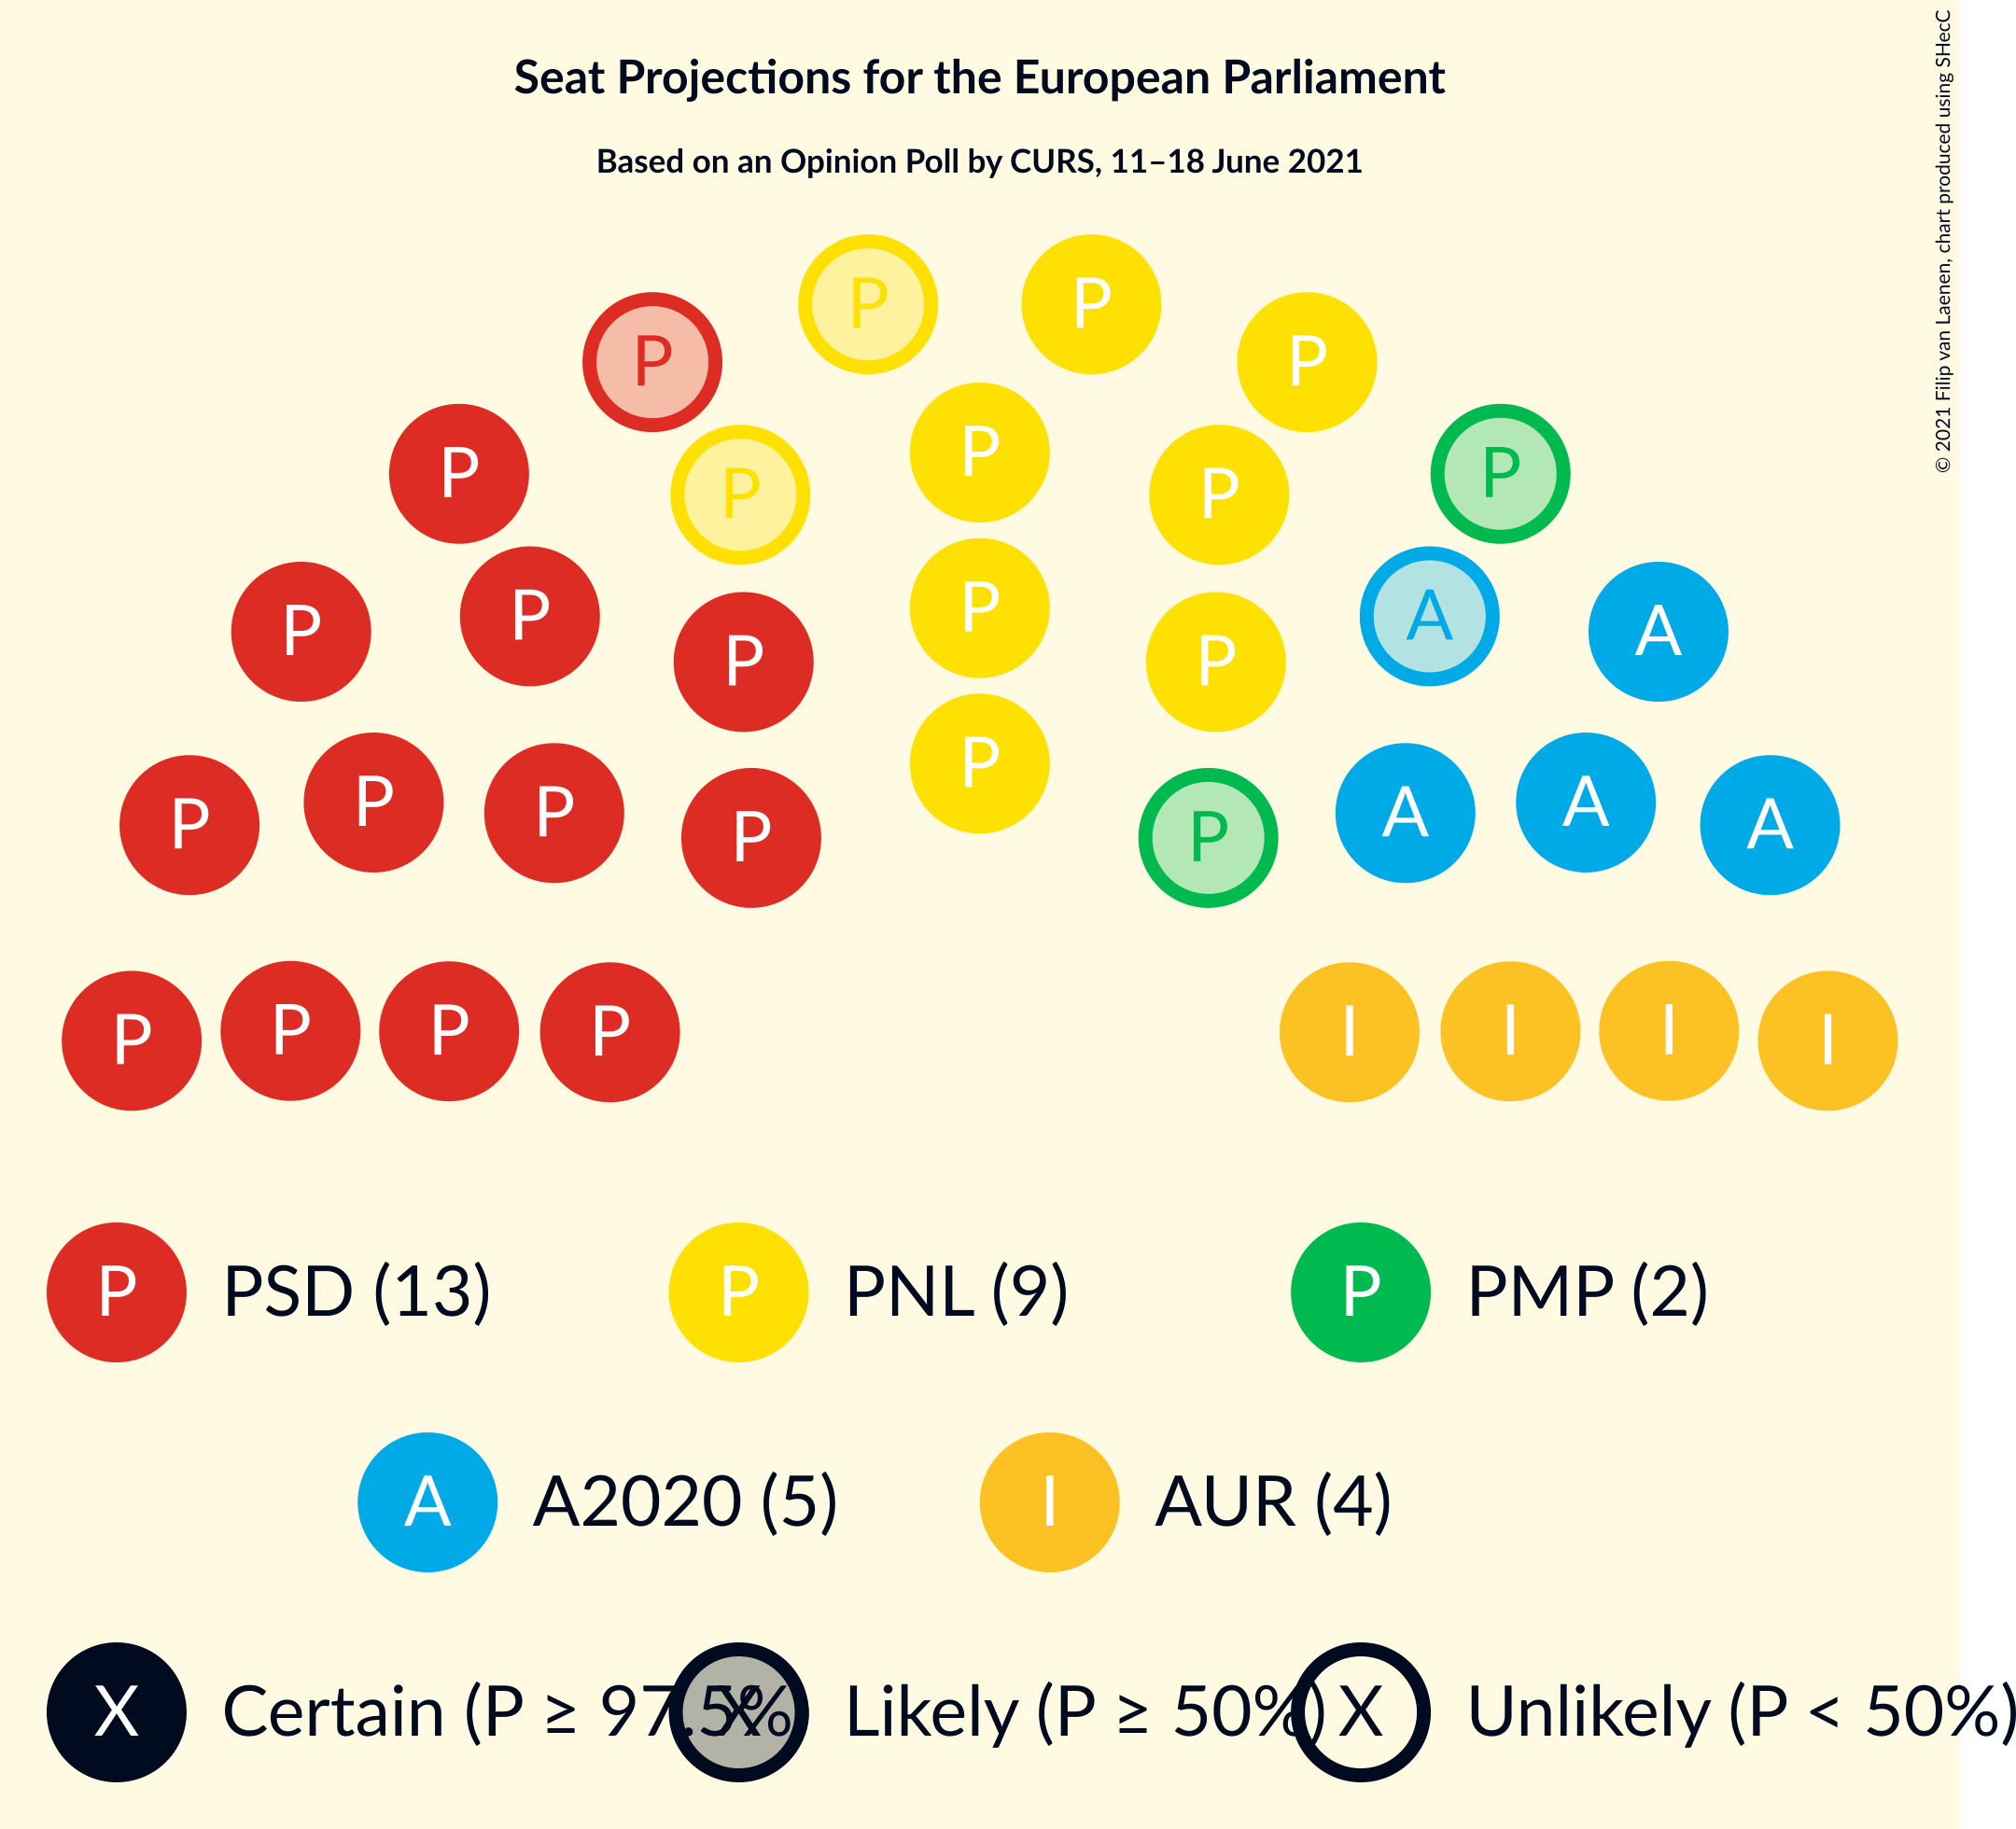 Seat Projections for the European Parliament
Based on an Opinion Poll by CURS, 11–18 June 2021
© 2021 Filip van Laenen, chart produced using SHecC
P P
P P
P P P
P P P
P A
P P A
P P P
P P A A
P P A A
P P
P P P P I I I I
P PSD (13) P PNL (9) P PMP (2)
A A2020 (5) I AUR (4)
X Certain (P ≥ 97.5% X Likely (P ≥ 50%) X Unlikely (P < 50%)